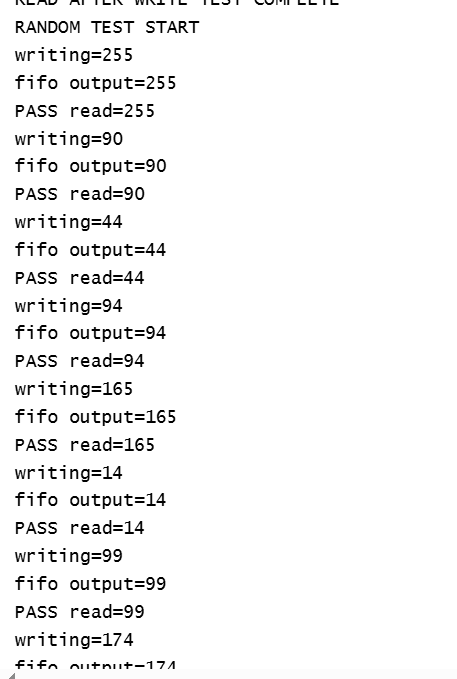 READ AFTER WRITE TEST COMPLETE
RANDOM TEST START
writing=255
fifo output=255
PASS read=255
writing=90
fifo output=90
PASS read=90
writing=44
fifo output=44
PASS read=44
writing=94
fifo output=94
PASS read=94
writing=165
fifo output=165
PASS read=165
writing=14
fifo output=14
PASS read=14
writing=99
fifo output=99
PASS read=99
writing=174
fifo output=174